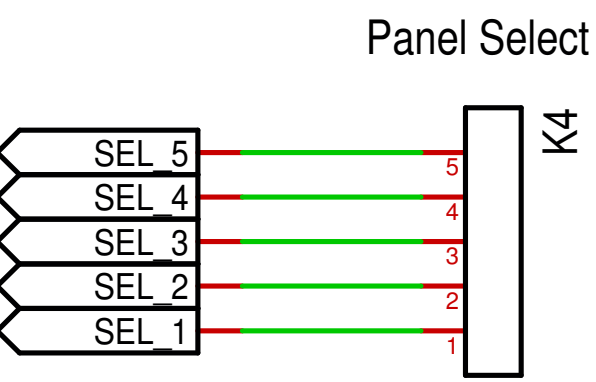 Panel Select
K4
SEL_5 5
SEL_4 4
SEL_3 3
SEL_2 2
SEL_1 1